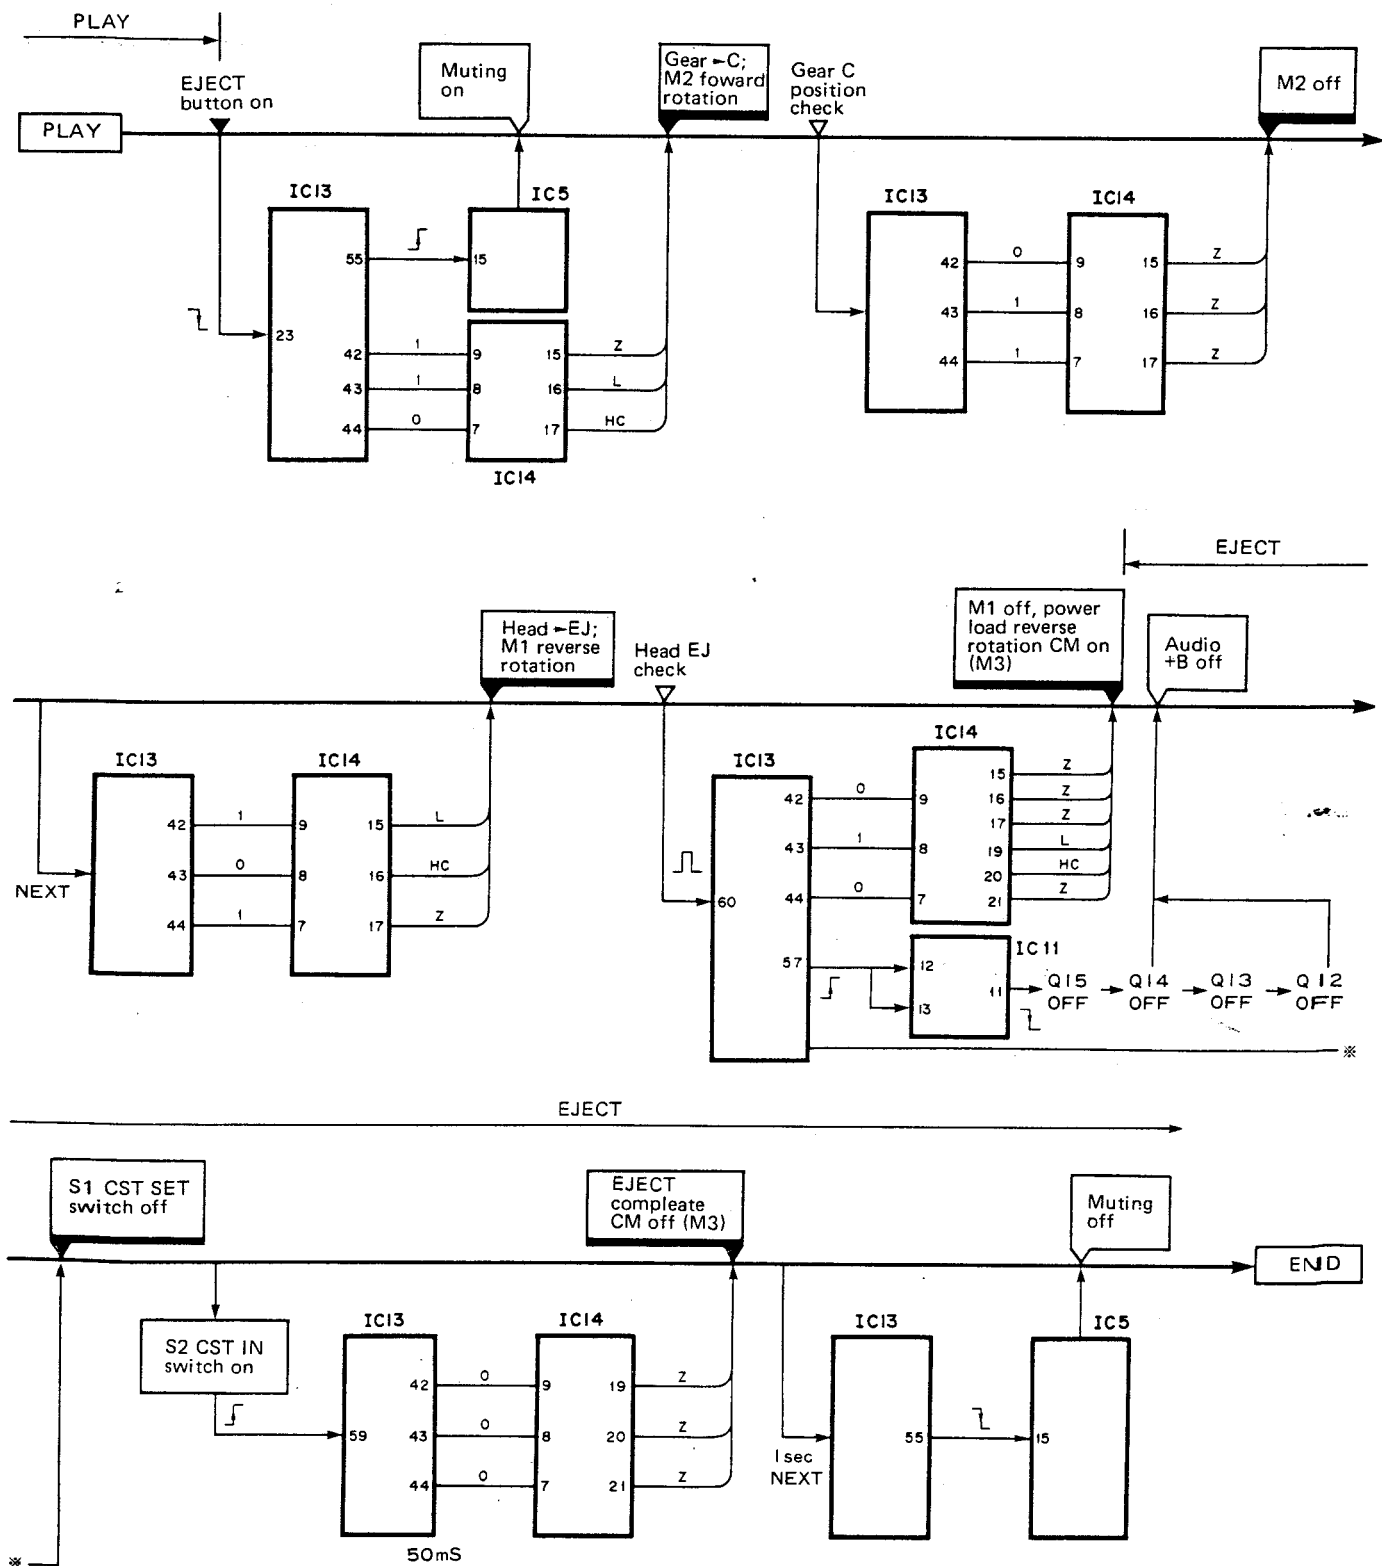 PLAY
EJECT
button on
Muting
on
Gear ►C;
M2 foward
rotation
Gear C
position
check
M2 off
PLAY
IC13
IC5
IC13
IC14
55
15
23
42
1
9
15
Z
43
1
8
16
L
44
0
7
17
HC
IC14
42
0
9
15
Z
43
1
8
16
Z
44
1
7
17
Z
EJECT
Head ►EJ;
M1 reverse
rotation
Head EJ
check
M1 off, power
load reverse
rotation CM on
(M3)
Audio
+B off
IC13
IC14
NEXT
42
1
9
15
L
43
0
8
16
HC
44
1
7
17
Z
IC13
IC14
60
42
0
9
43
1
8
44
0
7
15
Z
16
Z
17
Z
19
L
20
HC
21
Z
57
IC11
12
13
11
Q15
OFF
Q14
OFF
Q13
OFF
Q12
OFF
※
EJECT
S1 CST SET
switch off
EJECT
compleate
CM off (M3)
Muting
off
END
S2 CST IN
switch on
IC13
IC14
IC13
IC5
59
42
0
9
19
Z
43
0
8
20
Z
44
0
7
21
Z
50mS
1sec
NEXT
55
15
※